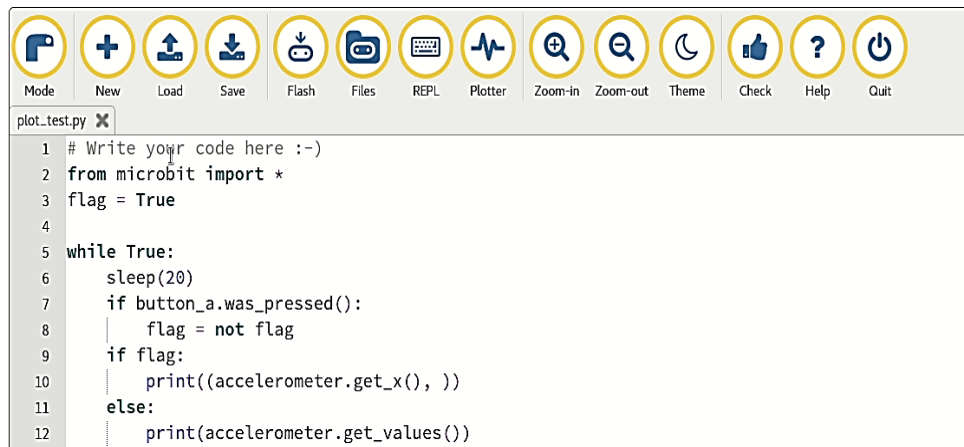 Mode New Load Save Flash Files REPL Plotter Zoom-in Zoom-out Theme Check Help Quit
plot_test.py
1 # Write your code here :-)
2 from microbit import *
3 flag = True
4
5 while True:
6     sleep(20)
7     if button_a.was_pressed():
8         flag = not flag
9     if flag:
10         print((accelerometer.get_x(), ))
11     else:
12         print(accelerometer.get_values())